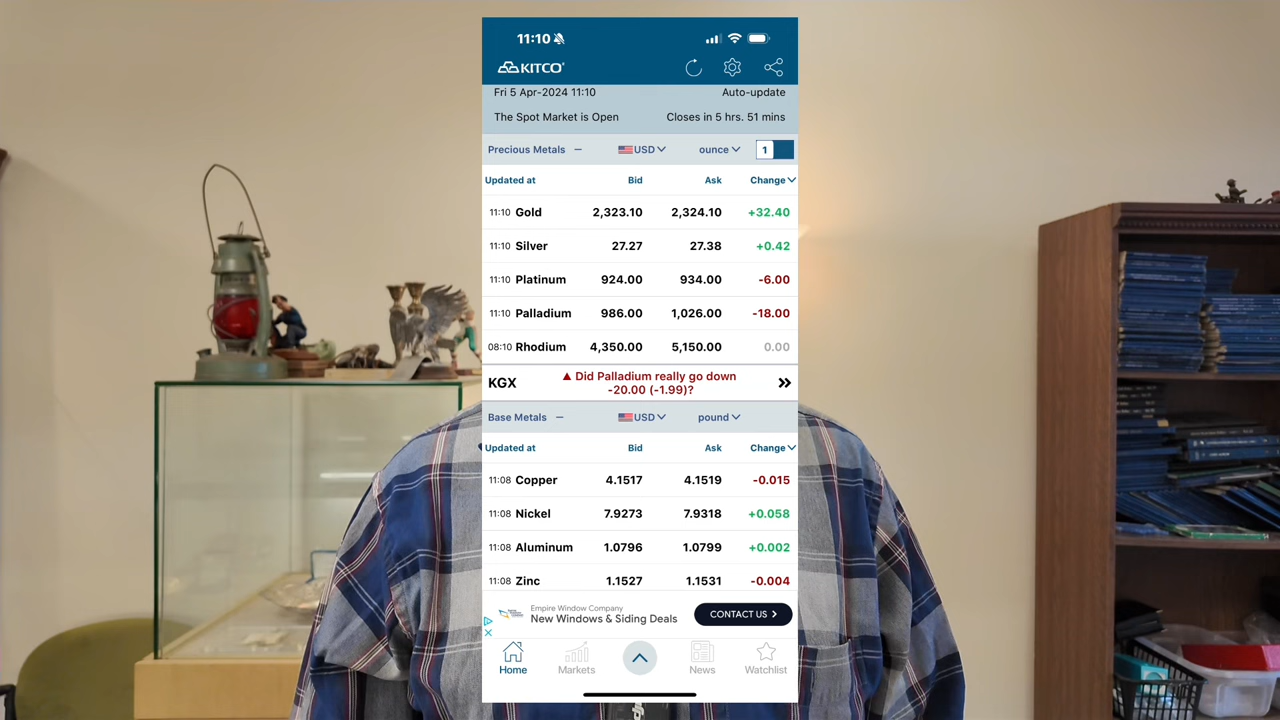 11:10
KITCO
Fri 5 Apr-2024 11:10 Auto-update
The Spot Market is Open Closes in 5 hrs. 51 mins
Precious Metals − USD ounce 1
Updated at Bid Ask Change
11:10 Gold 2,323.10 2,324.10 +32.40
11:10 Silver 27.27 27.38 +0.42
11:10 Platinum 924.00 934.00 -6.00
11:10 Palladium 986.00 1,026.00 -18.00
08:10 Rhodium 4,350.00 5,150.00 0.00
KGX ▲ Did Palladium really go down
-20.00 (-1.99)?
Base Metals − USD pound
Updated at Bid Ask Change
11:08 Copper 4.1517 4.1519 -0.015
11:08 Nickel 7.9273 7.9318 +0.058
11:08 Aluminum 1.0796 1.0799 +0.002
11:08 Zinc 1.1527 1.1531 -0.004
Empire Window Company
New Windows & Siding Deals
CONTACT US
Home Markets News Watchlist